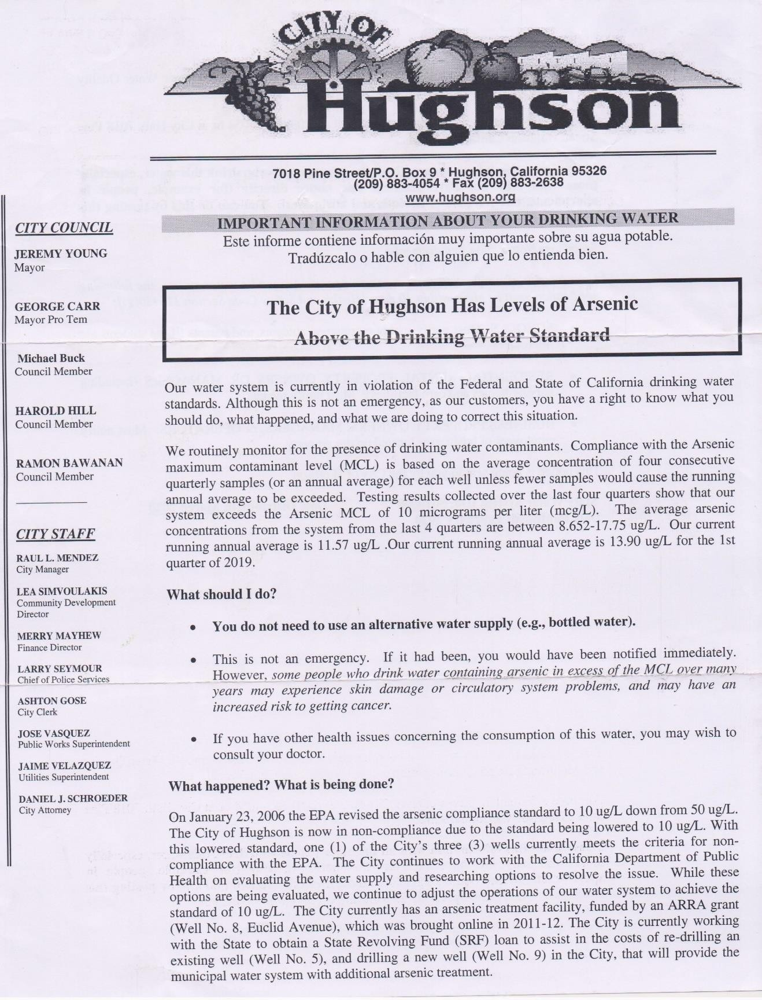 CITY OF
Hughson
7018 Pine Street/P.O. Box 9 * Hughson, California 95326
(209) 883-4054 * Fax (209) 883-2638
www.hughson.org
CITY COUNCIL
JEREMY YOUNG
Mayor
GEORGE CARR
Mayor Pro Tem
Michael Buck
Council Member
HAROLD HILL
Council Member
RAMON BAWANAN
Council Member
CITY STAFF
RAUL L. MENDEZ
City Manager
LEA SIMVOULAKIS
Community Development
Director
MERRY MAYHEW
Finance Director
LARRY SEYMOUR
Chief of Police Services
ASHTON GOSE
City Clerk
JOSE VASQUEZ
Public Works Superintendent
JAIME VELAZQUEZ
Utilities Superintendent
DANIEL J. SCHROEDER
City Attorney
IMPORTANT INFORMATION ABOUT YOUR DRINKING WATER
Este informe contiene información muy importante sobre su agua potable.
Tradúzcalo o hable con alguien que lo entienda bien.
The City of Hughson Has Levels of Arsenic
Above the Drinking Water Standard
Our water system is currently in violation of the Federal and State of California drinking water
standards. Although this is not an emergency, as our customers, you have a right to know what you
should do, what happened, and what we are doing to correct this situation.
We routinely monitor for the presence of drinking water contaminants. Compliance with the Arsenic
maximum contaminant level (MCL) is based on the average concentration of four consecutive
quarterly samples (or an annual average) for each well unless fewer samples would cause the running
annual average to be exceeded. Testing results collected over the last four quarters show that our
system exceeds the Arsenic MCL of 10 micrograms per liter (mcg/L). The average arsenic
concentrations from the system from the last 4 quarters are between 8.652-17.75 ug/L. Our current
running annual average is 11.57 ug/L .Our current running annual average is 13.90 ug/L for the 1st
quarter of 2019.
What should I do?
• You do not need to use an alternative water supply (e.g., bottled water).
• This is not an emergency. If it had been, you would have been notified immediately.
However, some people who drink water containing arsenic in excess of the MCL over many
years may experience skin damage or circulatory system problems, and may have an
increased risk to getting cancer.
• If you have other health issues concerning the consumption of this water, you may wish to
consult your doctor.
What happened? What is being done?
On January 23, 2006 the EPA revised the arsenic compliance standard to 10 ug/L down from 50 ug/L.
The City of Hughson is now in non-compliance due to the standard being lowered to 10 ug/L. With
this lowered standard, one (1) of the City's three (3) wells currently meets the criteria for non-
compliance with the EPA. The City continues to work with the California Department of Public
Health on evaluating the water supply and researching options to resolve the issue. While these
options are being evaluated, we continue to adjust the operations of our water system to achieve the
standard of 10 ug/L. The City currently has an arsenic treatment facility, funded by an ARRA grant
(Well No. 8, Euclid Avenue), which was brought online in 2011-12. The City is currently working
with the State to obtain a State Revolving Fund (SRF) loan to assist in the costs of re-drilling an
existing well (Well No. 5), and drilling a new well (Well No. 9) in the City, that will provide the
municipal water system with additional arsenic treatment.